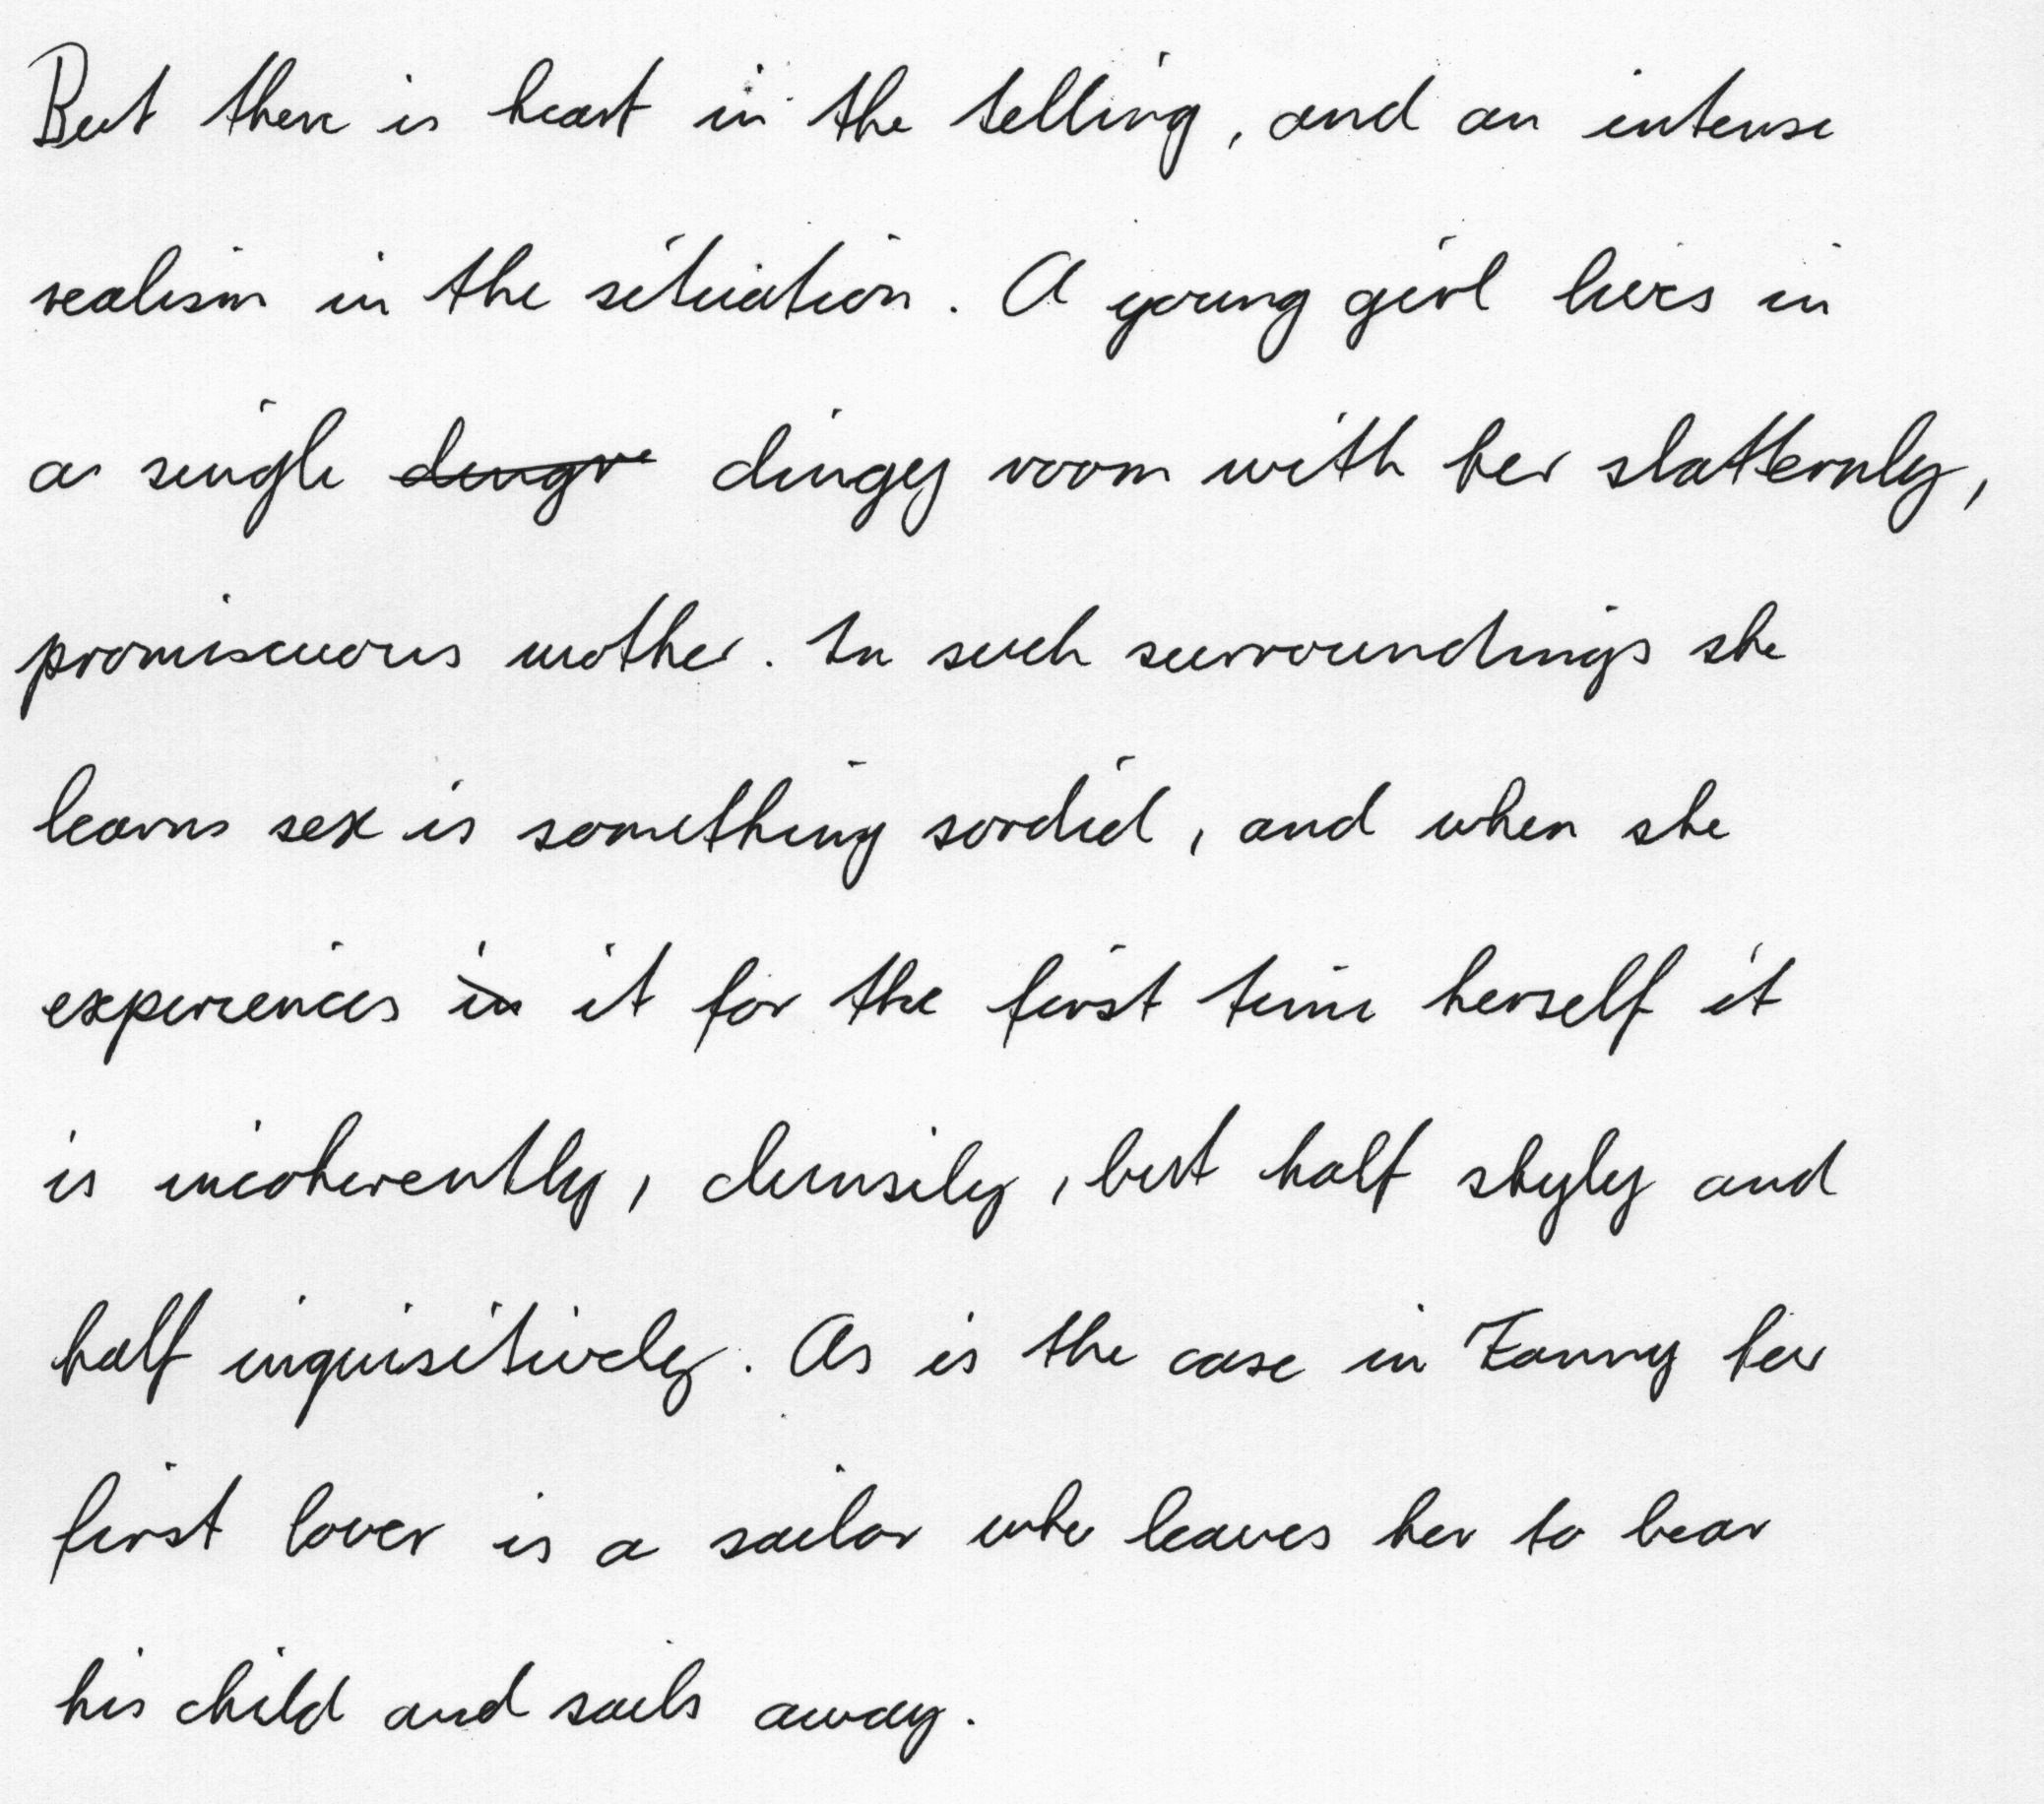 But there is heart in the telling, and an intense
realism in the situation. A young girl lives in
a single dingy room with her slatternly,
promiscuous mother. In such surroundings she
learns sex is something sordid, and when she
experiences in it for the first time herself it
is incoherently, clumsily, but half shyly and
half inquisitively. As is the case in Fanny her
first lover is a sailor who leaves her to bear
his child and sails away.